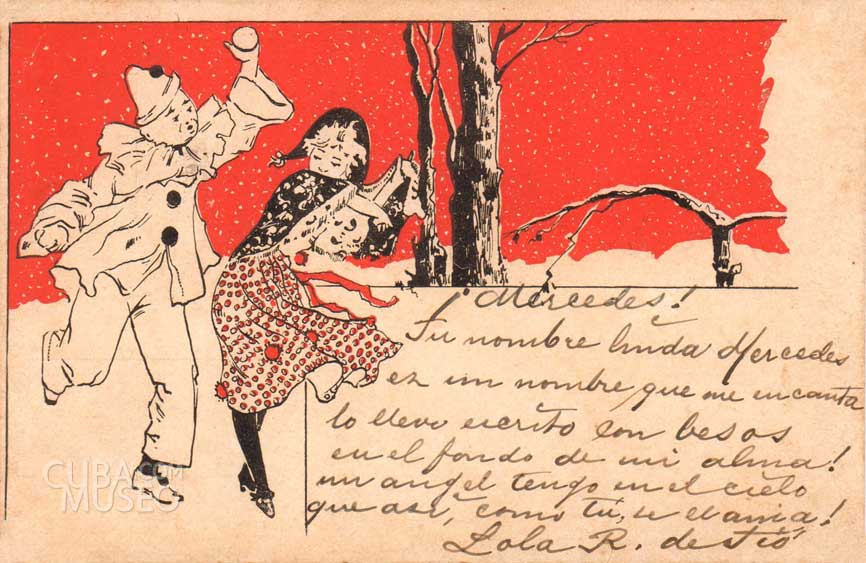 ¡Mercedes!
Tu nombre linda Mercedes
es un nombre que me encanta
lo llevo escrito con besos
en el fondo de mi alma!
un angel tengo en el cielo
que así, como tú, se llama!
Lola R. de Tió
CUBA MUSEO.COM